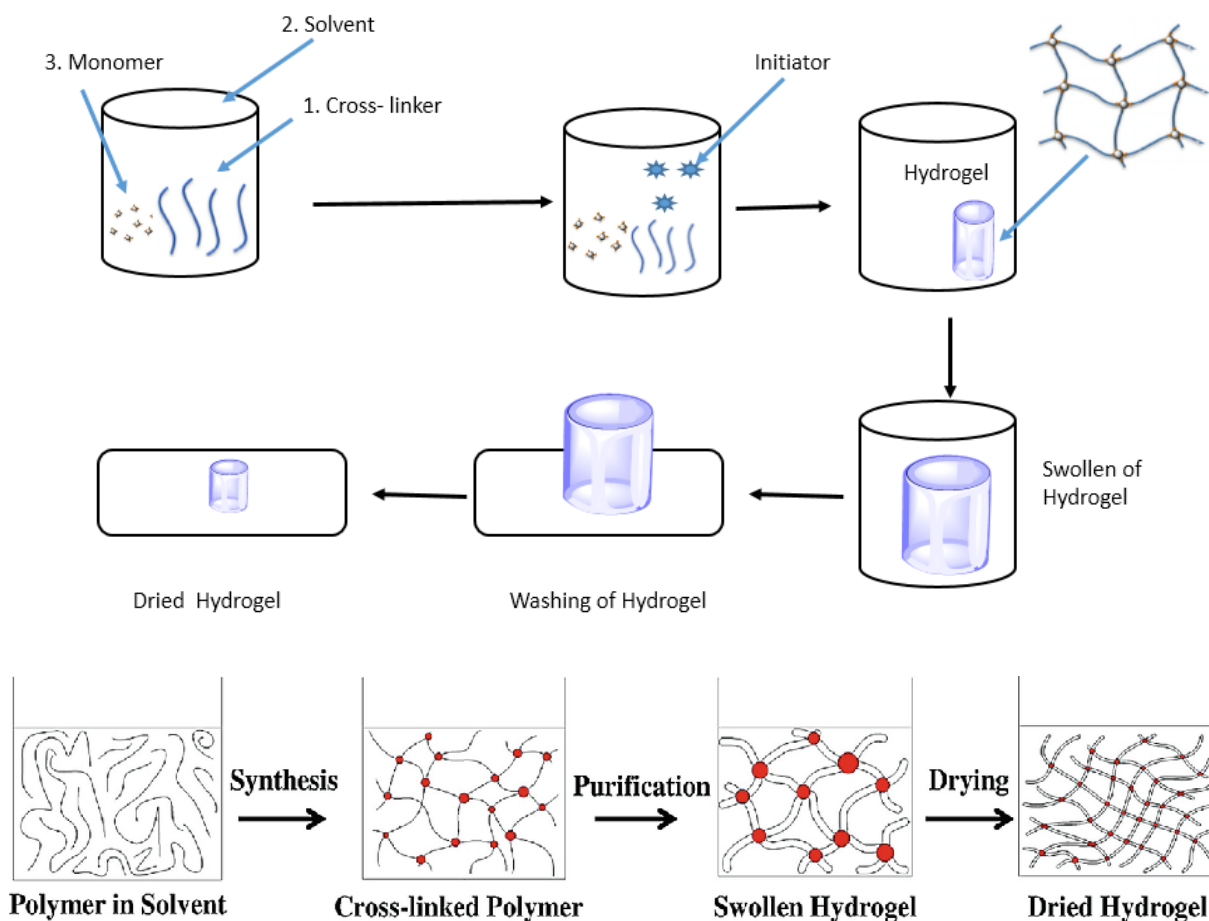 2. Solvent
3. Monomer
1. Cross- linker
Initiator
Hydrogel
Swollen of
Hydrogel
Washing of Hydrogel
Dried Hydrogel
Synthesis
Purification
Drying
Polymer in Solvent
Cross-linked Polymer
Swollen Hydrogel
Dried Hydrogel